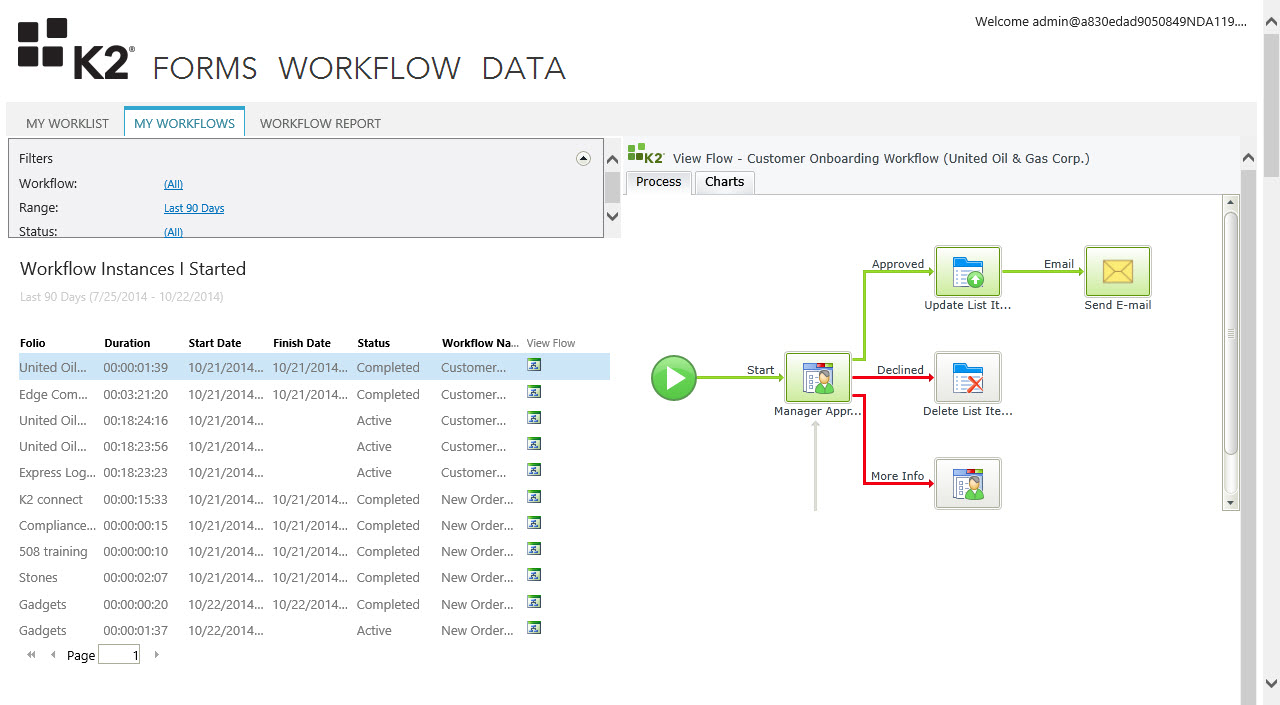 Welcome admin@a830edad9050849NDA119....
K2® FORMS WORKFLOW DATA
MY WORKLIST MY WORKFLOWS WORKFLOW REPORT
Filters
Workflow: (All)
Range: Last 90 Days
Status: (All)
Workflow Instances I Started
Last 90 Days (7/25/2014 - 10/22/2014)
Folio Duration Start Date Finish Date Status Workflow Na... View Flow
United Oil... 00:00:01:39 10/21/2014... 10/21/2014... Completed Customer...
Edge Com... 00:00:21:20 10/21/2014... 10/21/2014... Completed Customer...
United Oil... 00:18:24:16 10/21/2014... Active Customer...
United Oil... 00:18:23:56 10/21/2014... Active Customer...
Express Log... 00:18:23:23 10/21/2014... Active Customer...
K2 connect 00:00:15:33 10/21/2014... 10/21/2014... Completed New Order...
Compliance... 00:00:00:15 10/21/2014... 10/21/2014... Completed New Order...
508 training 00:00:00:10 10/21/2014... 10/21/2014... Completed New Order...
Stones 00:00:02:07 10/21/2014... 10/21/2014... Completed New Order...
Gadgets 00:00:00:20 10/22/2014... 10/22/2014... Completed New Order...
Gadgets 00:00:01:37 10/22/2014... Active New Order...
Page 1
K2 View Flow - Customer Onboarding Workflow (United Oil & Gas Corp.)
Process Charts
Approved Email
Update List It... Send E-mail
Start Declined
Manager Appr... Delete List Ite...
More Info